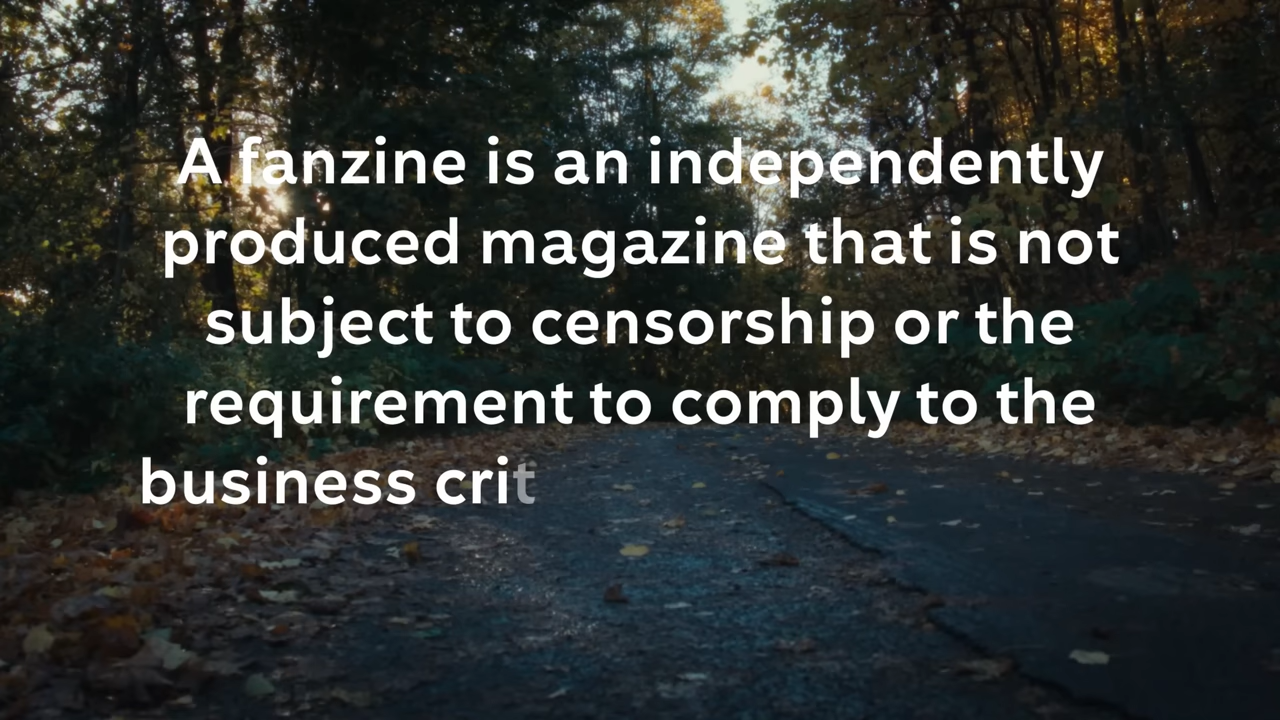 A fanzine is an independently
produced magazine that is not
subject to censorship or the
requirement to comply to the
business crit